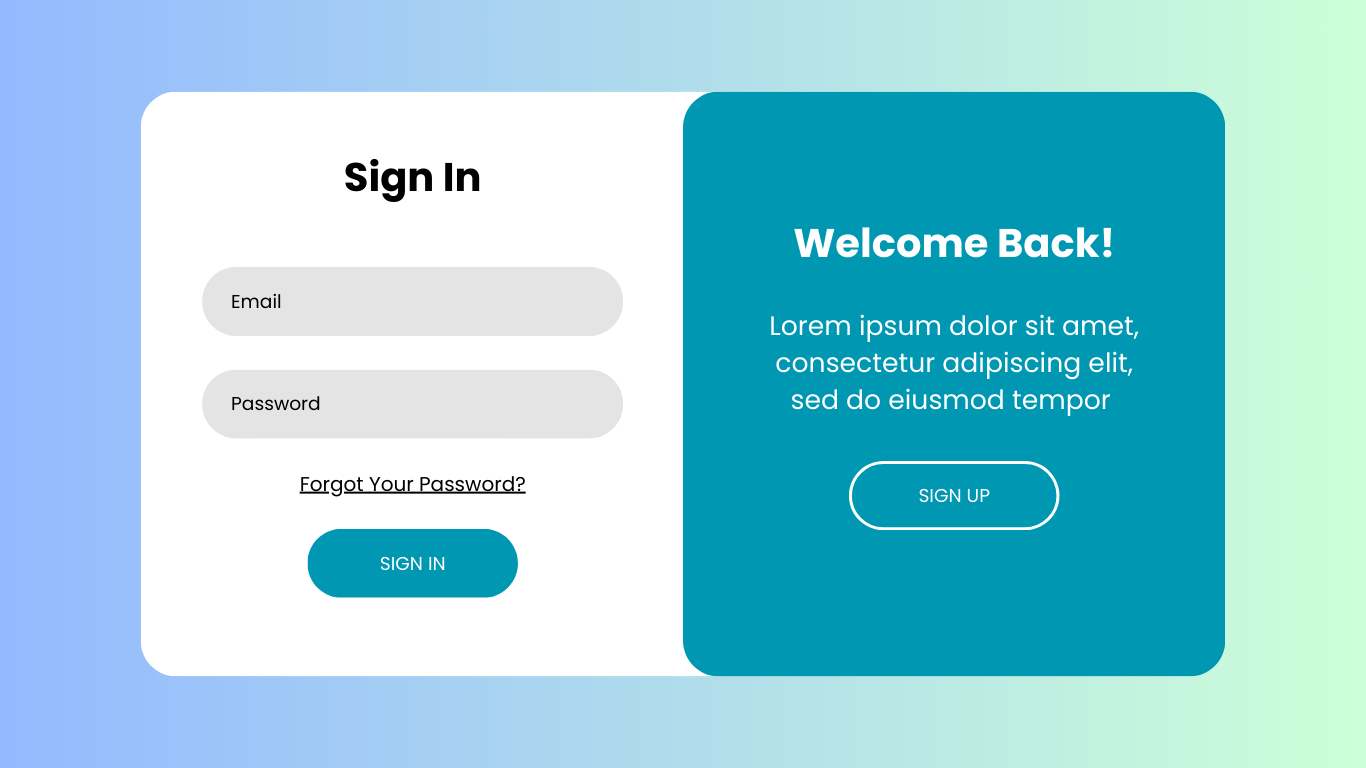 Sign In
Email
Password
Forgot Your Password?
SIGN IN
Welcome Back!
Lorem ipsum dolor sit amet,
consectetur adipiscing elit,
sed do eiusmod tempor
SIGN UP